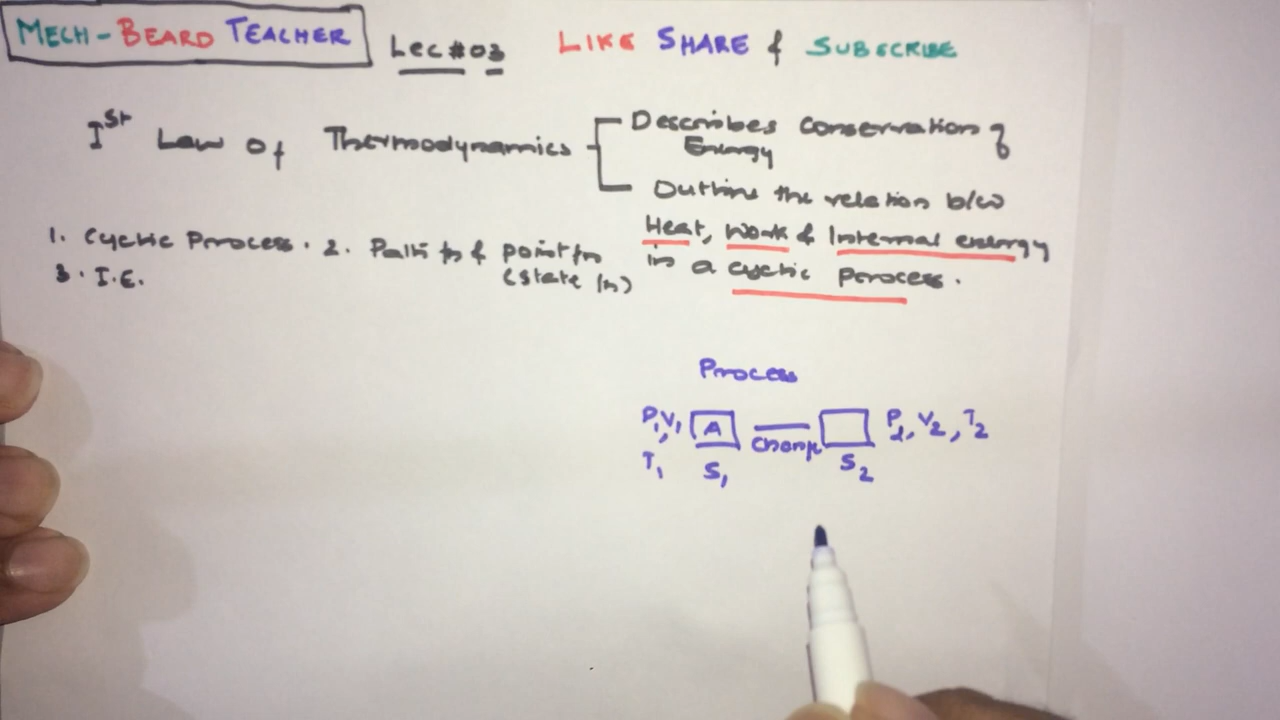 MECH-BEARD TEACHER Lec#03 LIKE SHARE & SUBSCRIBE
Ist Law of Thermodynamics
Describes Conservation of
Energy
Outline the relation b/w
Heat, Work & Internal energy
in a cyclic process.
1. Cyclic Process. 2. Path fn & point fn
(state fn)
3. I.E.
Process
P1, V1 A P2, V2, T2
Change
T1 S1 S2